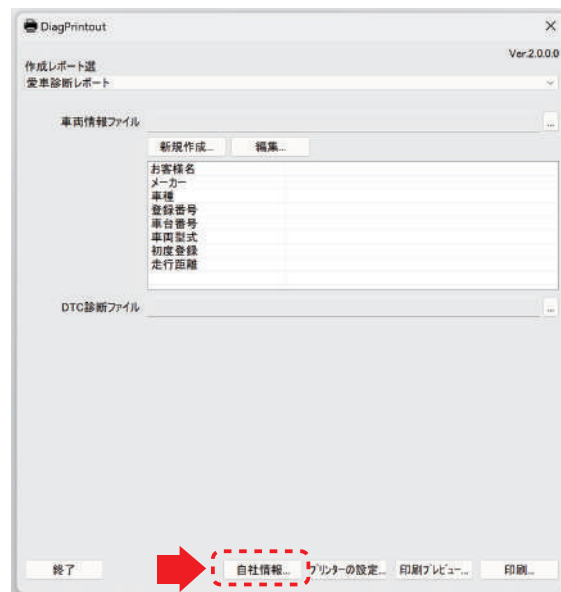 DiagPrintout
Ver.2.0.0.0
作成レポート選
愛車診断レポート
車両情報ファイル
...
新規作成... 編集...
お客様名
メーカー
車種
登録番号
車台番号
車両型式
初度登録
走行距離
DTC診断ファイル
...
終了 自社情報... プリンターの設定... 印刷プレビュー... 印刷...